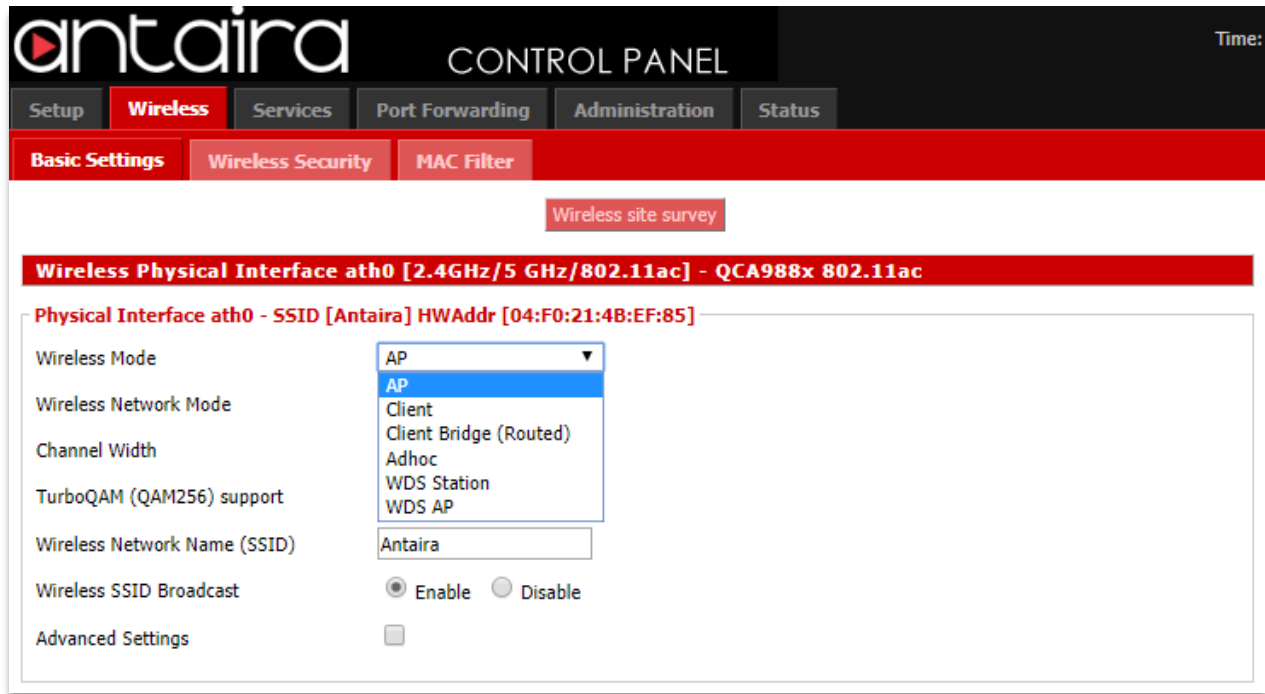 antaira CONTROL PANEL Time:
Setup Wireless Services Port Forwarding Administration Status
Basic Settings Wireless Security MAC Filter
Wireless site survey
Wireless Physical Interface ath0 [2.4GHz/5 GHz/802.11ac] - QCA988x 802.11ac
Physical Interface ath0 - SSID [Antaira] HWAddr [04:F0:21:4B:EF:85]
Wireless Mode AP
AP
Wireless Network Mode Client
Client Bridge (Routed)
Channel Width Adhoc
WDS Station
TurboQAM (QAM256) support WDS AP
Wireless Network Name (SSID) Antaira
Wireless SSID Broadcast Enable Disable
Advanced Settings